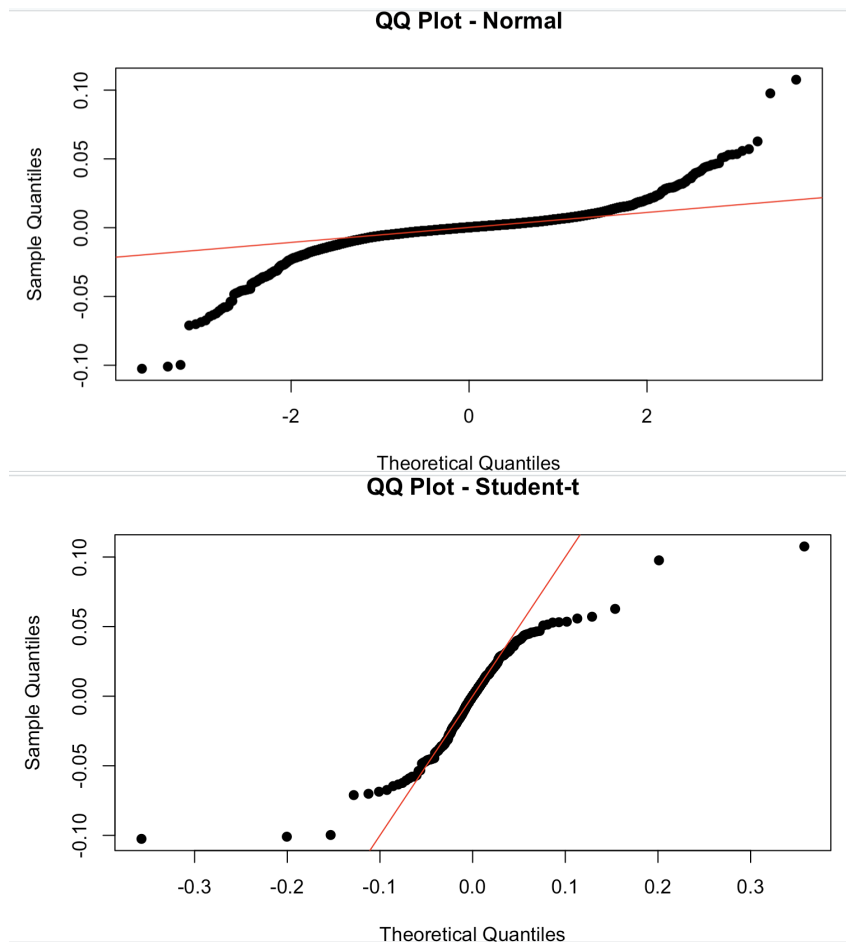 QQ Plot - Normal
0.10
0.05
0.00
-0.05
-0.10
Sample Quantiles
-2 0 2
Theoretical Quantiles
QQ Plot - Student-t
0.10
0.05
0.00
-0.05
-0.10
Sample Quantiles
-0.3 -0.2 -0.1 0.0 0.1 0.2 0.3
Theoretical Quantiles